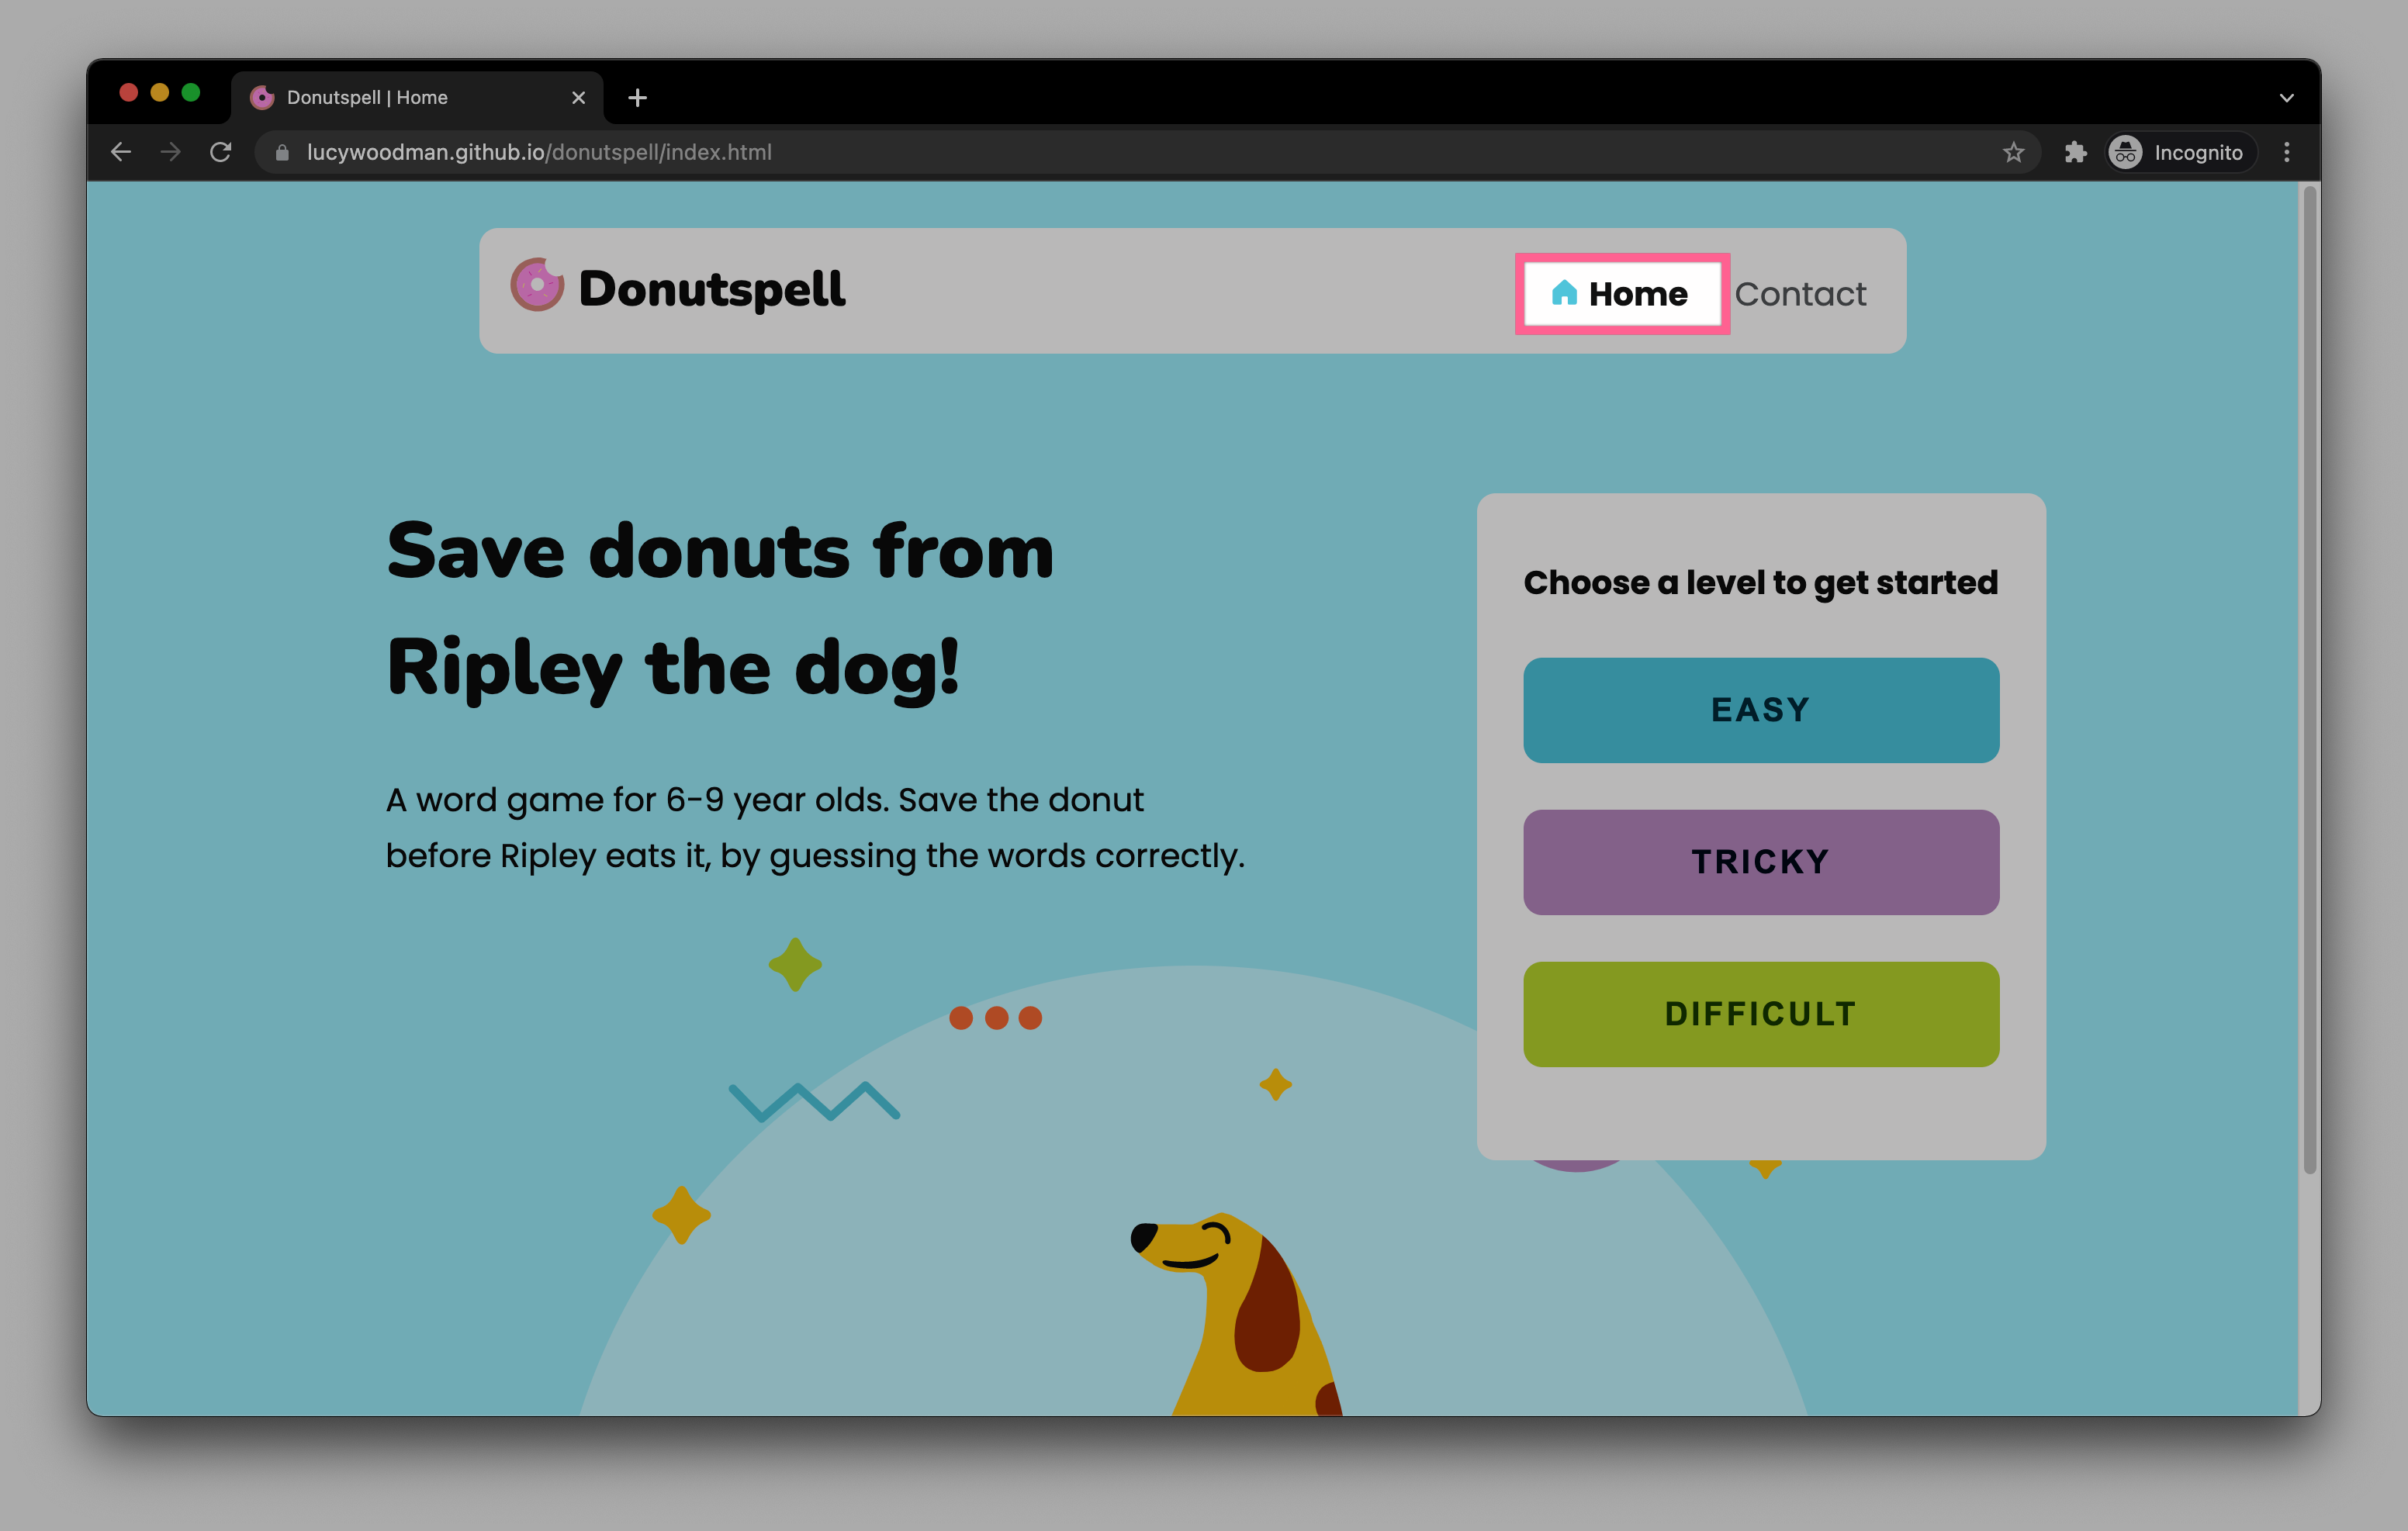 Donutspell | Home
lucywoodman.github.io/donutspell/index.html
Incognito
Donutspell
Home
Contact
Save donuts from
Ripley the dog!
A word game for 6-9 year olds. Save the donut
before Ripley eats it, by guessing the words correctly.
Choose a level to get started
EASY
TRICKY
DIFFICULT